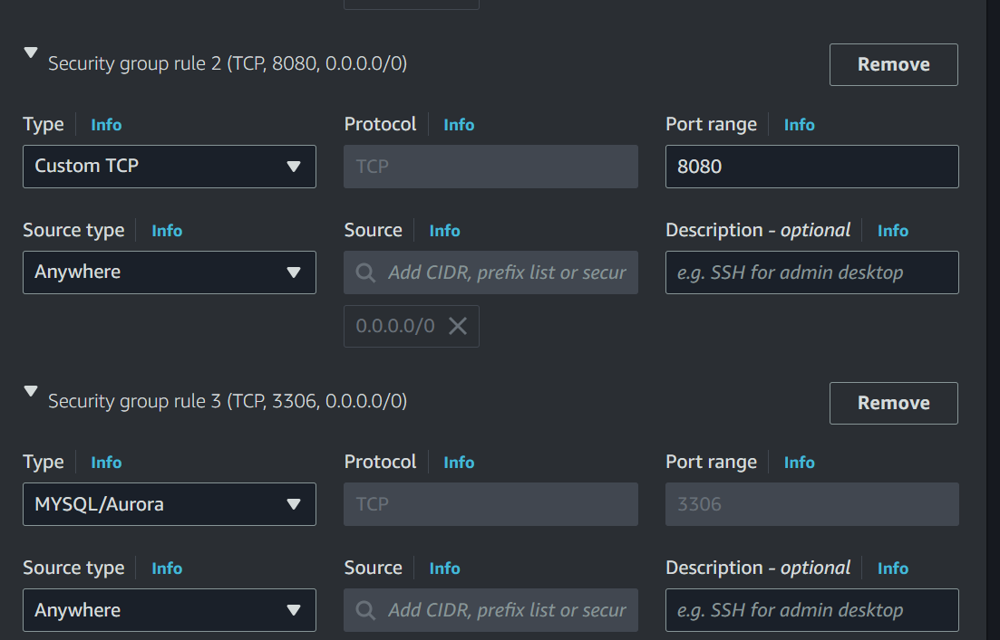 Security group rule 2 (TCP, 8080, 0.0.0.0/0) Remove
Type Info Protocol Info Port range Info
Custom TCP TCP 8080
Source type Info Source Info Description - optional Info
Anywhere Add CIDR, prefix list or secur e.g. SSH for admin desktop
0.0.0.0/0
Security group rule 3 (TCP, 3306, 0.0.0.0/0) Remove
Type Info Protocol Info Port range Info
MYSQL/Aurora TCP 3306
Source type Info Source Info Description - optional Info
Anywhere Add CIDR, prefix list or secur e.g. SSH for admin desktop